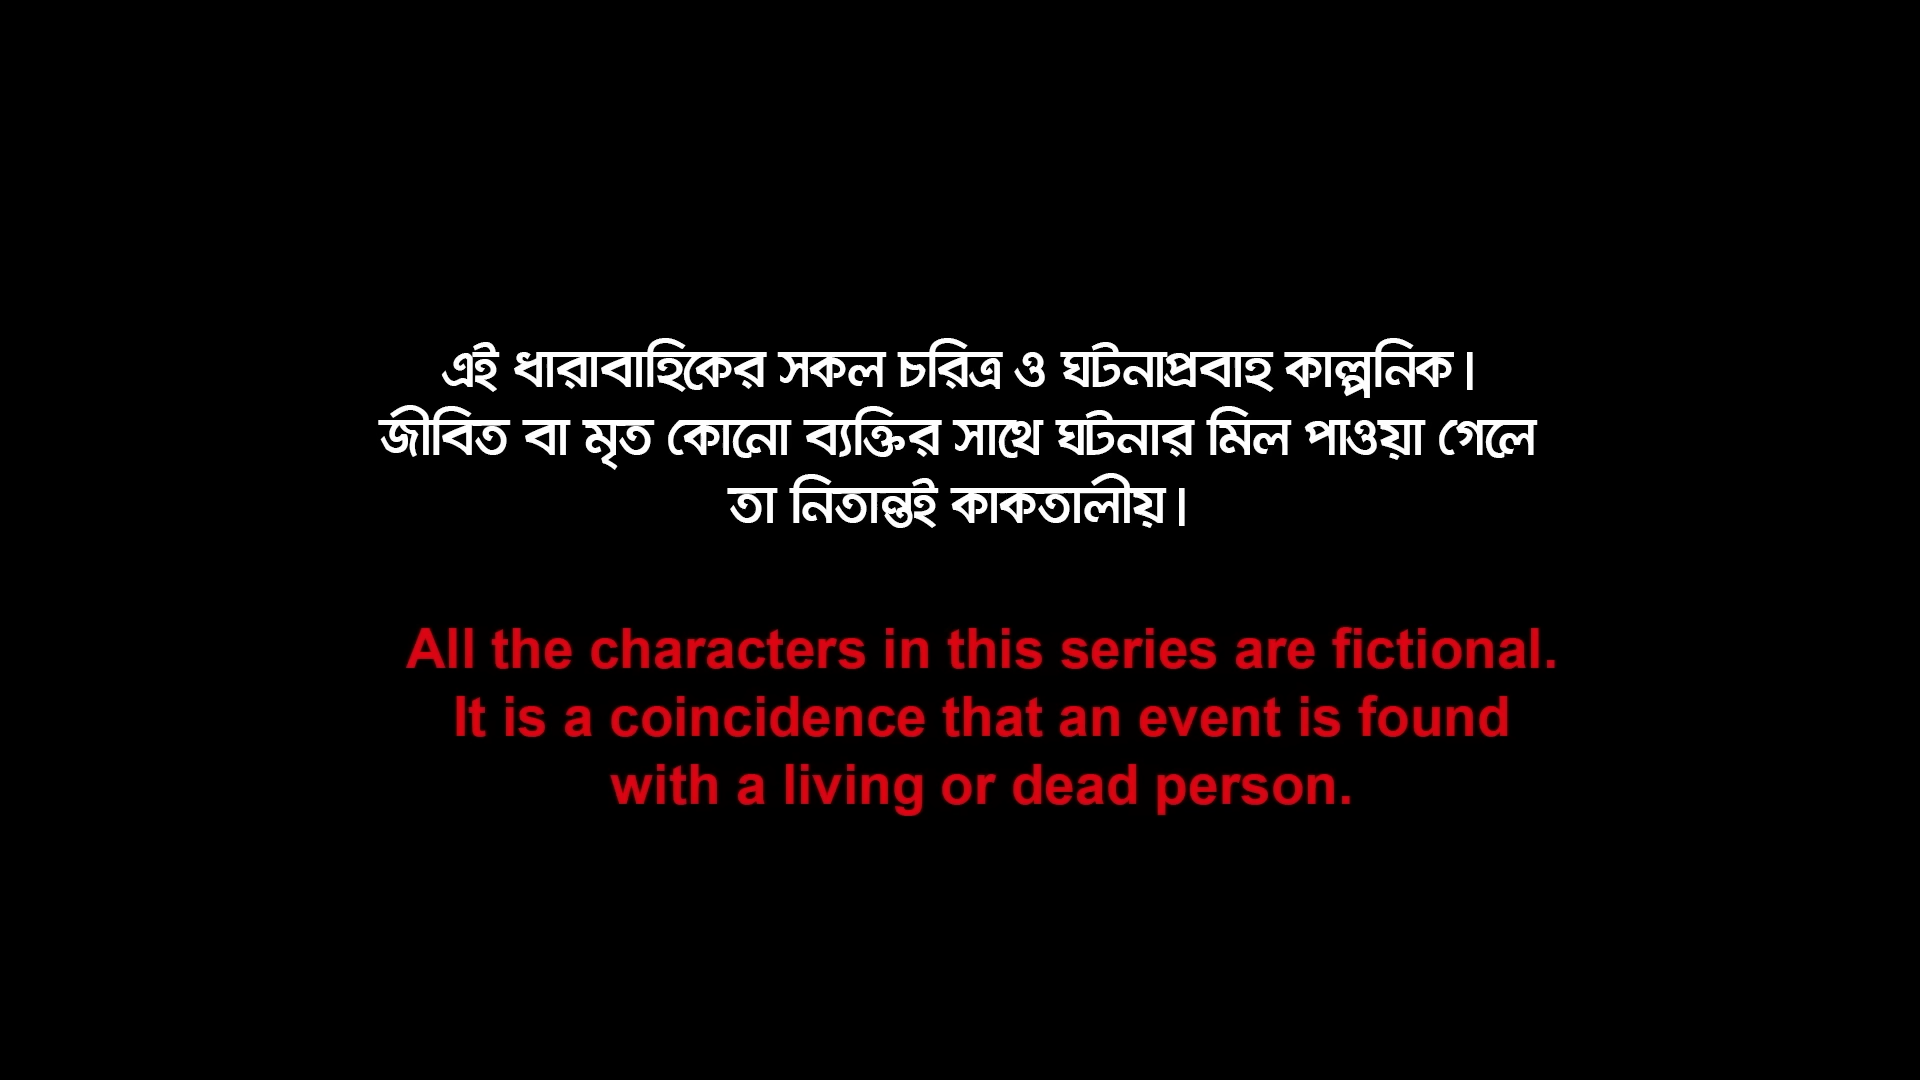 এই ধারাবাহিকের সকল চরিত্র ও ঘটনাপ্রবাহ কাল্পনিক।
জীবিত বা মৃত কোনো ব্যক্তির সাথে ঘটনার মিল পাওয়া গেলে
তা নিতান্তই কাকতালীয়।
All the characters in this series are fictional.
It is a coincidence that an event is found
with a living or dead person.